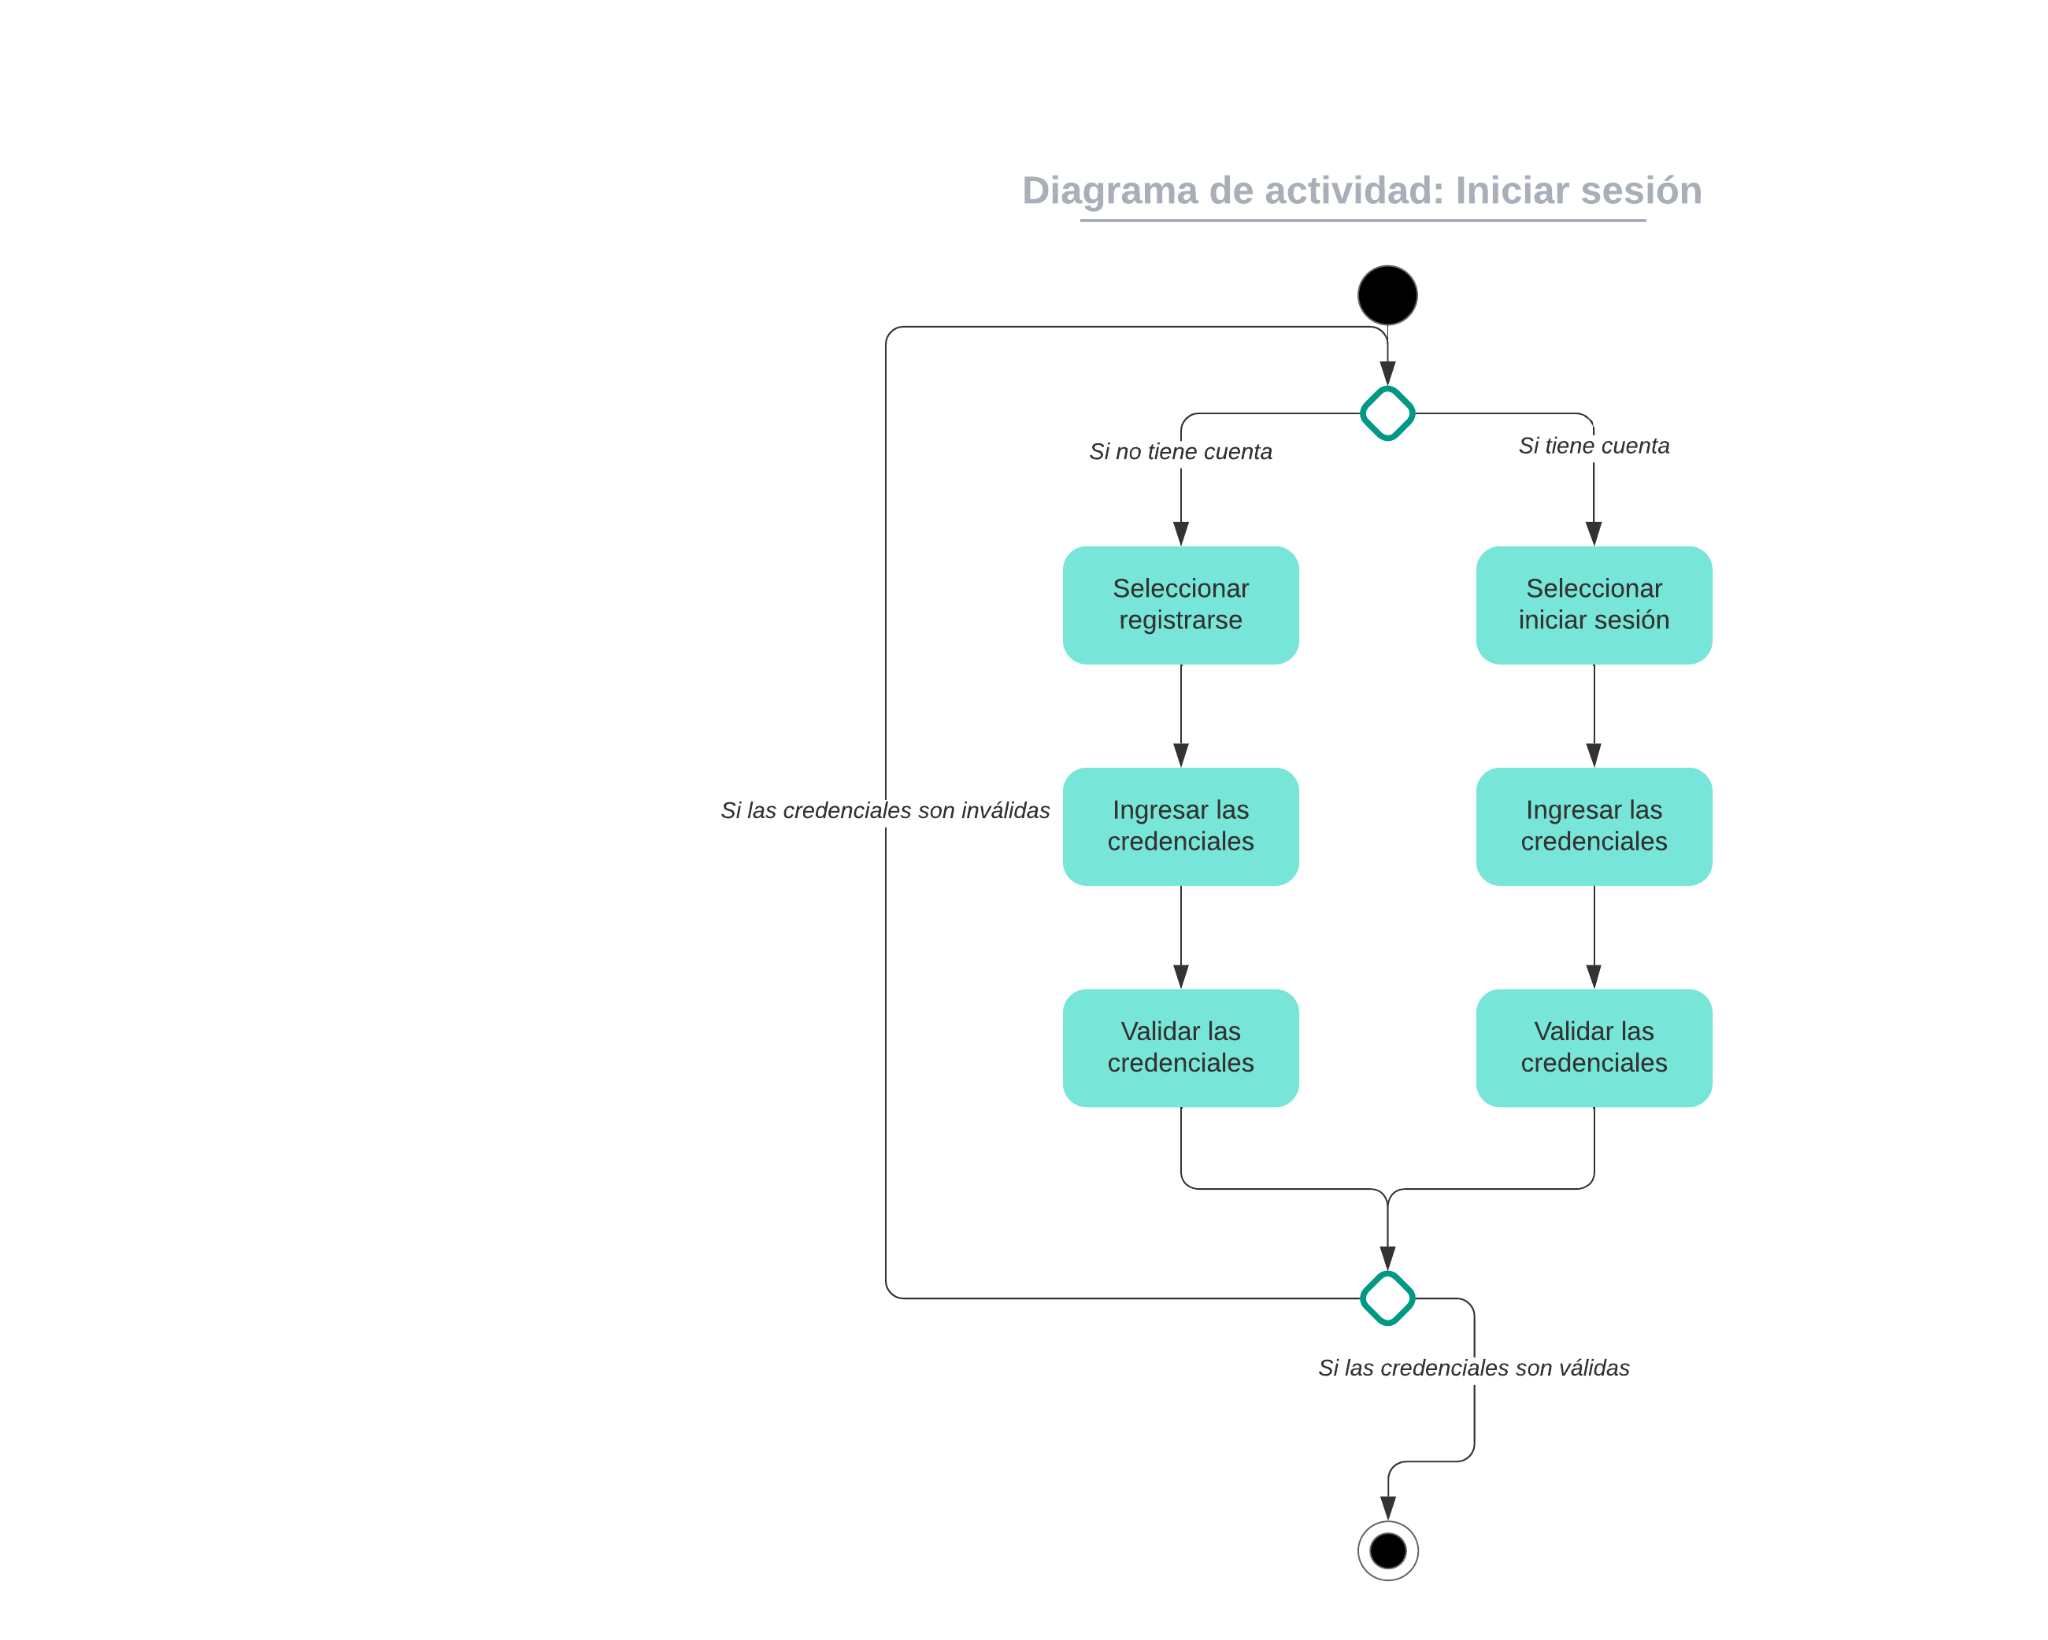 Diagrama de actividad: Iniciar sesión
Si no tiene cuenta
Si tiene cuenta
Seleccionar
registrarse
Seleccionar
iniciar sesión
Si las credenciales son inválidas
Ingresar las
credenciales
Ingresar las
credenciales
Validar las
credenciales
Validar las
credenciales
Si las credenciales son válidas